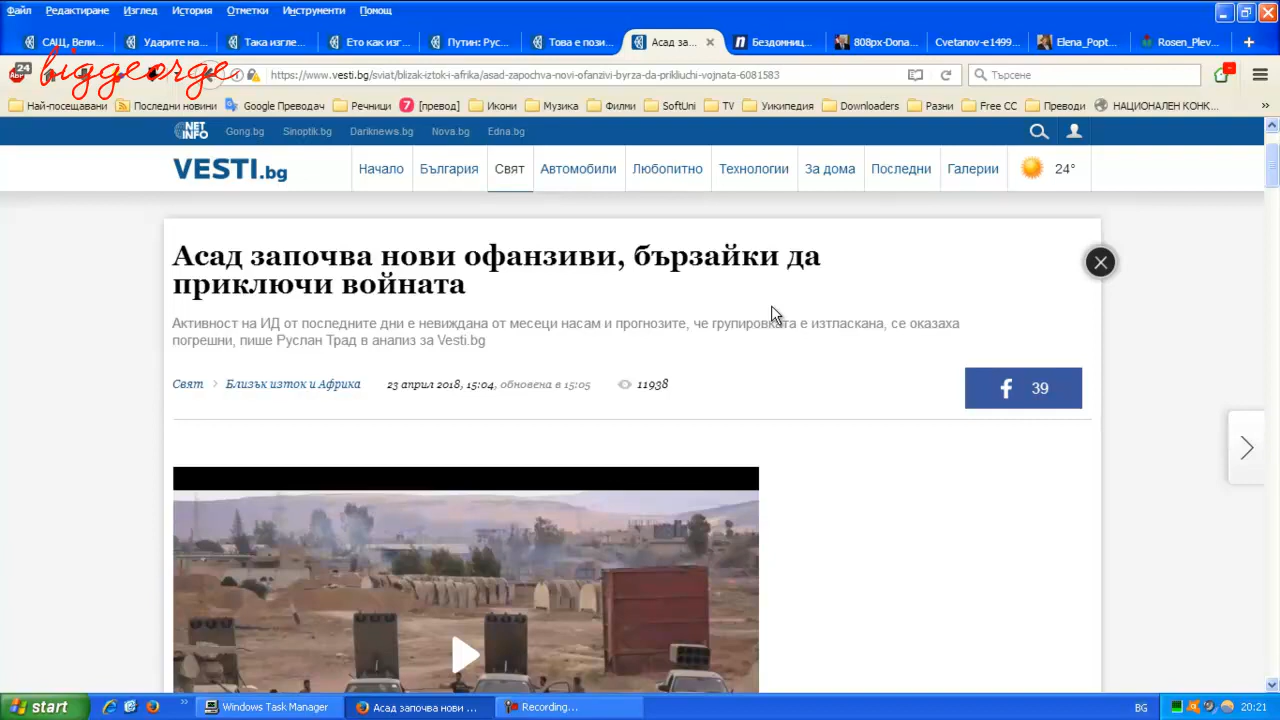 Файл Редактиране Изглед История Отметки Инструменти Помощ
САЩ, Вели... Ударите на... Така изгле... Ето как изг... Путин: Рус... Това е пози... Асад за... Бездонниц... 808px-Dona... Cvetanov-e1499... Elena_Popt... Rosen_Plev...
biggeorge
24
https://www.vesti.bg/sviat/blizak-iztok-i-afrika/asad-zapochva-novi-ofanzivi-byrza-da-prikliuchi-vojnata-6081583
Търсене
Най-посещавани Последни новини Google Преводач Речници [превод] Икони Музика Филми SoftUni TV Уикипедия Downloaders Разни Free CC Преводи НАЦИОНАЛЕН КОНК...
NET INFO Gong.bg Sinoptik.bg Dariknews.bg Nova.bg Edna.bg
VESTI.bg Начало България Свят Автомобили Любопитно Технологии За дома Последни Галерии 24°
Асад започва нови офанзиви, бързайки да
приключи войната
Активност на ИД от последните дни е невиждана от месеци насам и прогнозите, че групировката е изтпаскана, се оказаха
погрешни, пише Руслан Трад в анализ за Vesti.bg
Свят Близък изток и Африка 23 април 2018, 15:04, обновена в 15:05 11938
f 39
start Windows Task Manager Асад започва нови ... Recording... BG 20:21